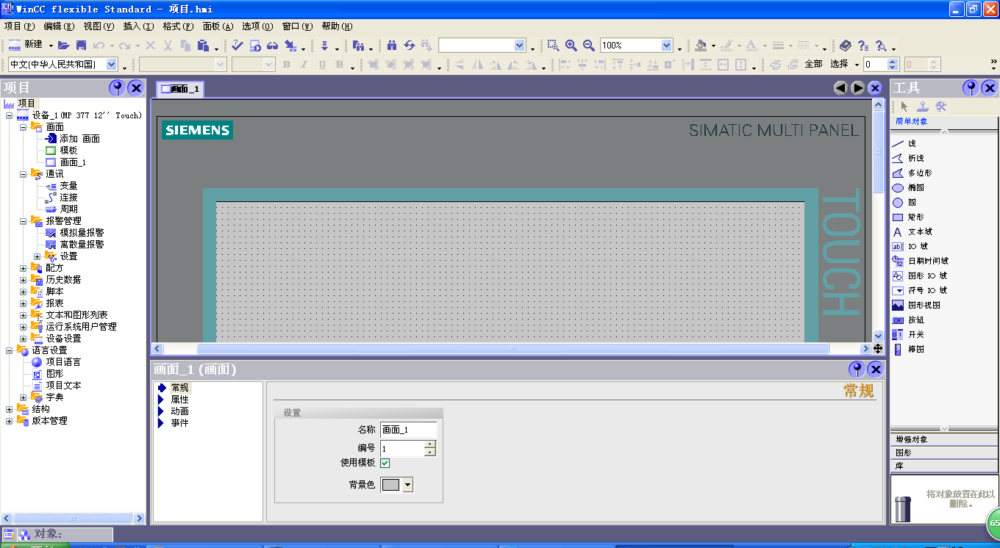 WinCC flexible Standard - 项目.hmi
项目(P) 编辑(E) 视图(V) 插入(I) 格式(F) 面板(A) 选项(O) 窗口(W) 帮助(H)
新建 100%
中文(中华人民共和国) B I U B 全部 选择 0 0
项目
项目
设备_1(MP 377 12'' Touch)
画面
添加 画面
模板
画面_1
通讯
变量
连接
周期
报警管理
模拟量报警
离散量报警
设置
配方
历史数据
脚本
报表
文本和图形列表
运行系统用户管理
设备设置
语言设置
项目语言
图形
项目文本
字典
结构
版本管理
对象:
画面_1
SIEMENS
SIMATIC MULTI PANEL
TOUCH
画面_1 (画面)
常规
属性
动画
事件
常规
设置
名称 画面_1
编号 1
使用模板
背景色
工具
简单对象
线
折线
多边形
椭圆
圆
矩形
A 文本域
ab| IO 域
12 日期时间域
图形 IO 域
符号 IO 域
图形视图
OK 按钮
开关
棒图
增强对象
图形
库
将对象放置在此以
删除。
65